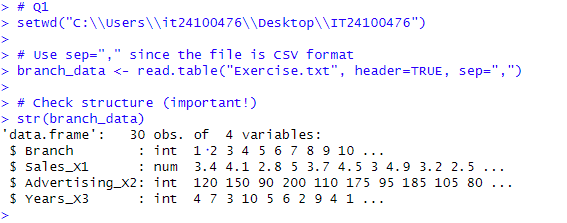 > # Q1
> setwd("C:\\Users\\it24100476\\Desktop\\IT24100476")
>
> # Use sep="," since the file is CSV format
> branch_data <- read.table("Exercise.txt", header=TRUE, sep=",")
>
> # Check structure (important!)
> str(branch_data)
'data.frame':   30 obs. of  4 variables:
 $ Branch        : int  1 2 3 4 5 6 7 8 9 10 ...
 $ Sales_X1      : num  3.4 4.1 2.8 5 3.7 4.5 3 4.9 3.2 2.5 ...
 $ Advertising_X2: int  120 150 90 200 110 175 95 185 105 80 ...
 $ Years_X3      : int  4 7 3 10 5 6 2 9 4 1 ...
>